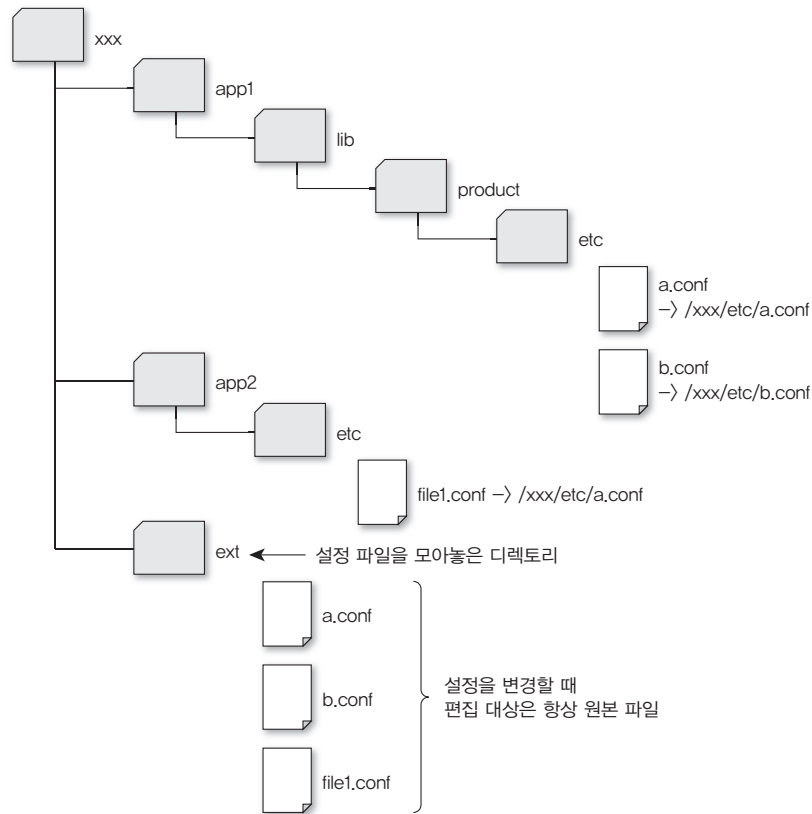 xxx
app1
lib
product
etc
a.conf
–> /xxx/etc/a.conf
b.conf
–> /xxx/etc/b.conf
app2
etc
file1.conf –> /xxx/etc/a.conf
ext
설정 파일을 모아놓은 디렉토리
a.conf
b.conf
file1.conf
설정을 변경할 때
편집 대상은 항상 원본 파일